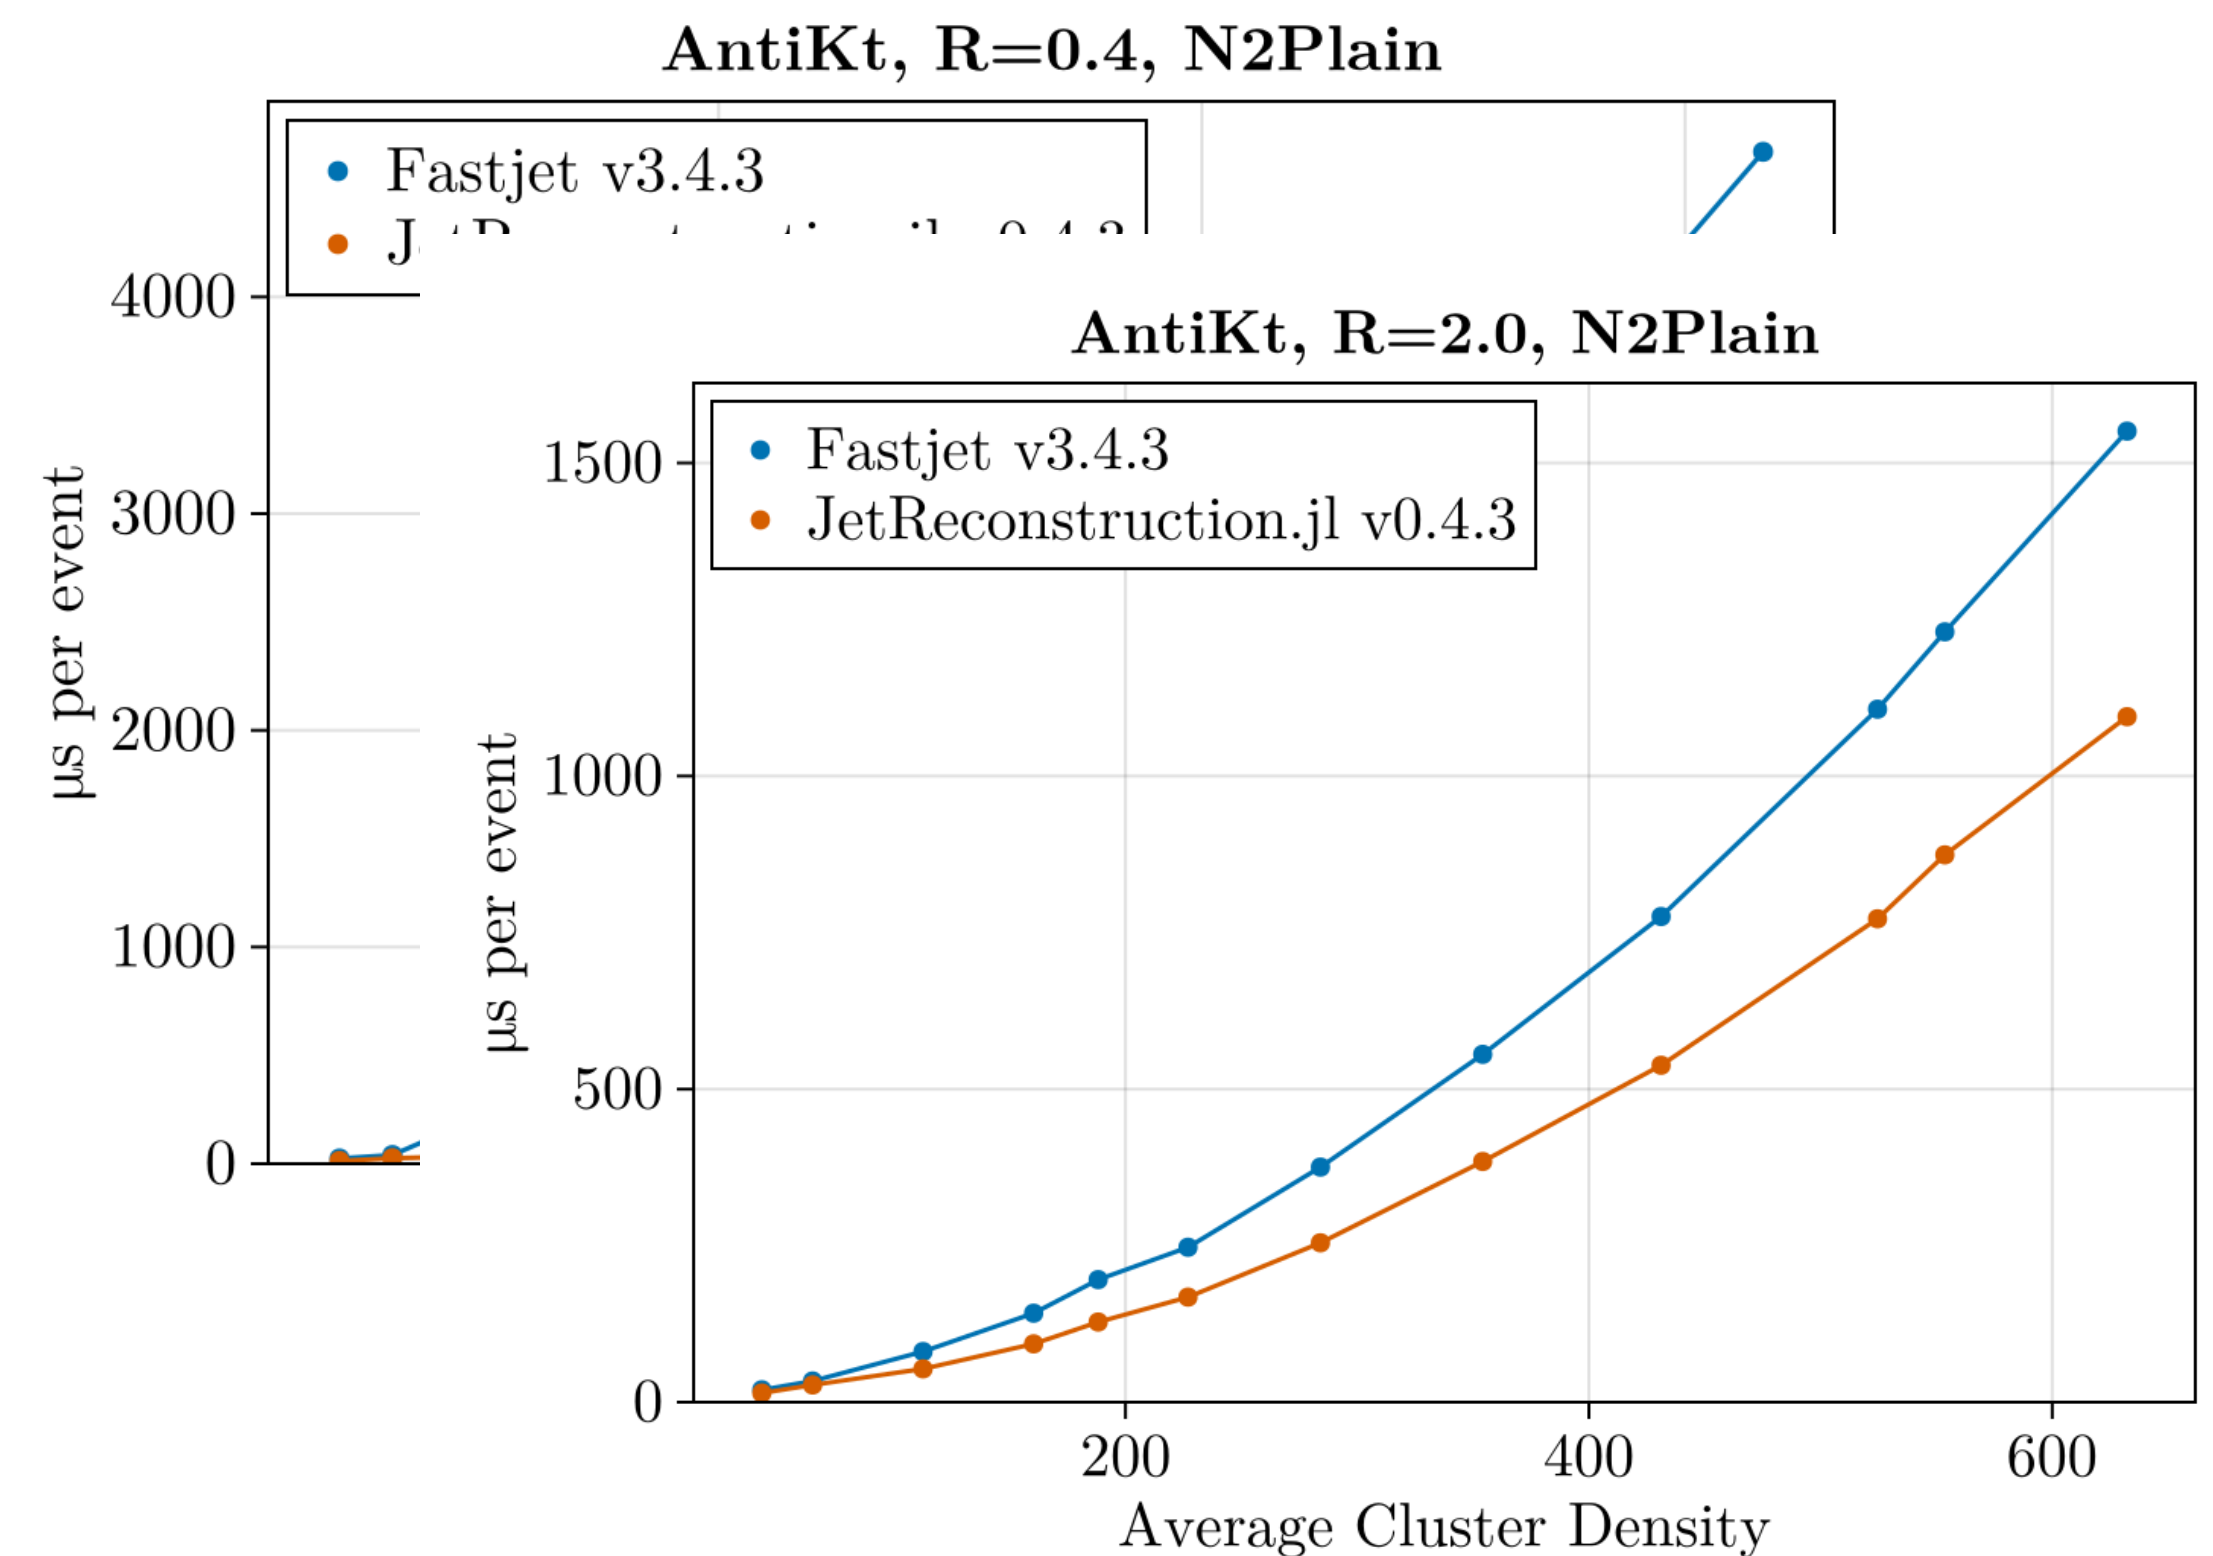 AntiKt, R=0.4, N2Plain
Fastjet v3.4.3
4000
3000
2000
1000
0
μs per event
AntiKt, R=2.0, N2Plain
Fastjet v3.4.3
JetReconstruction.jl v0.4.3
1500
1000
500
0
μs per event
200 400 600
Average Cluster Density